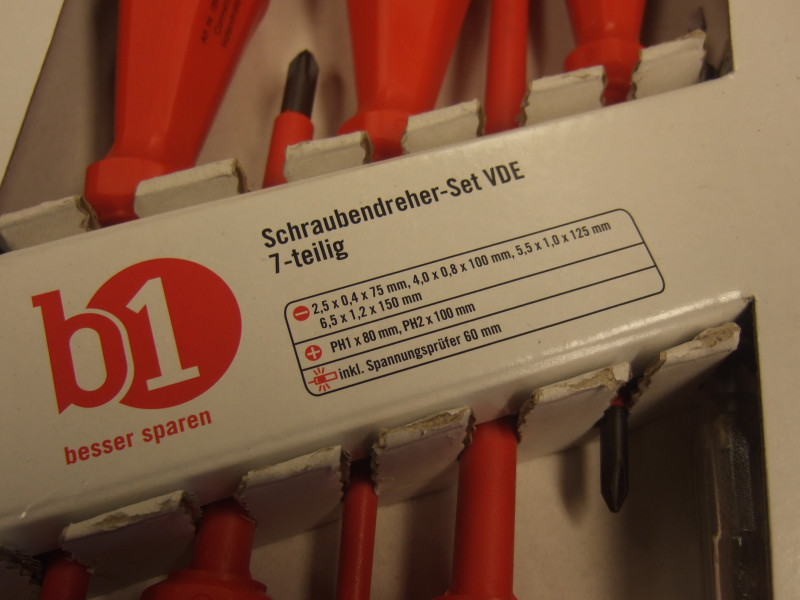 Schraubendreher-Set VDE
7-teilig
2,5 x 0,4 x 75 mm, 4,0 x 0,8 x 100 mm, 5,5 x 1,0 x 125 mm
6,5 x 1,2 x 150 mm
PH1 x 80 mm, PH2 x 100 mm
inkl. Spannungsprüfer 60 mm
b1
besser sparen